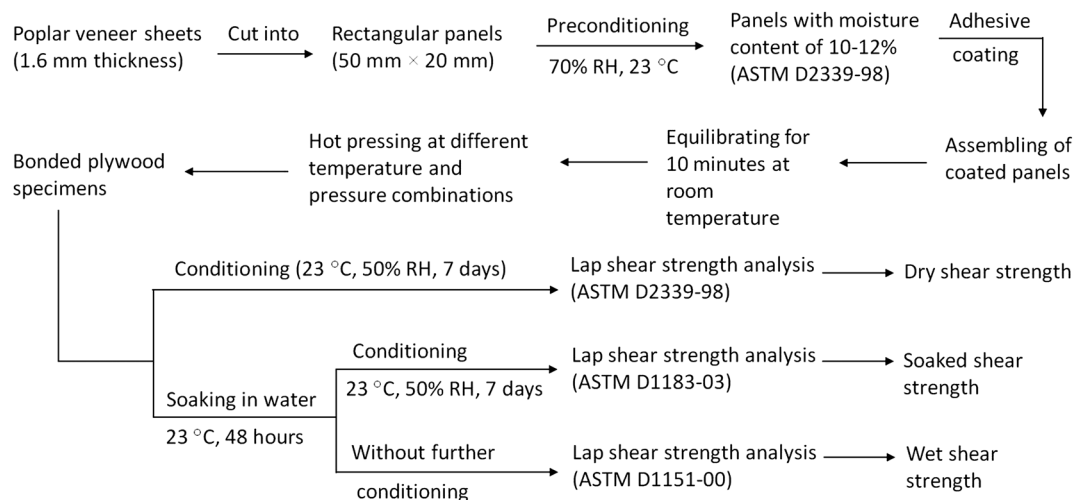 Poplar veneer sheets
(1.6 mm thickness)
Cut into
Rectangular panels
(50 mm × 20 mm)
Preconditioning
70% RH, 23 °C
Panels with moisture
content of 10-12%
(ASTM D2339-98)
Adhesive
coating
Assembling of
coated panels
Equilibrating for
10 minutes at
room
temperature
Hot pressing at different
temperature and
pressure combinations
Bonded plywood
specimens
Conditioning (23 °C, 50% RH, 7 days)
Lap shear strength analysis
(ASTM D2339-98)
Dry shear strength
Soaking in water
23 °C, 48 hours
Conditioning
23 °C, 50% RH, 7 days
Lap shear strength analysis
(ASTM D1183-03)
Soaked shear
strength
Without further
conditioning
Lap shear strength analysis
(ASTM D1151-00)
Wet shear
strength